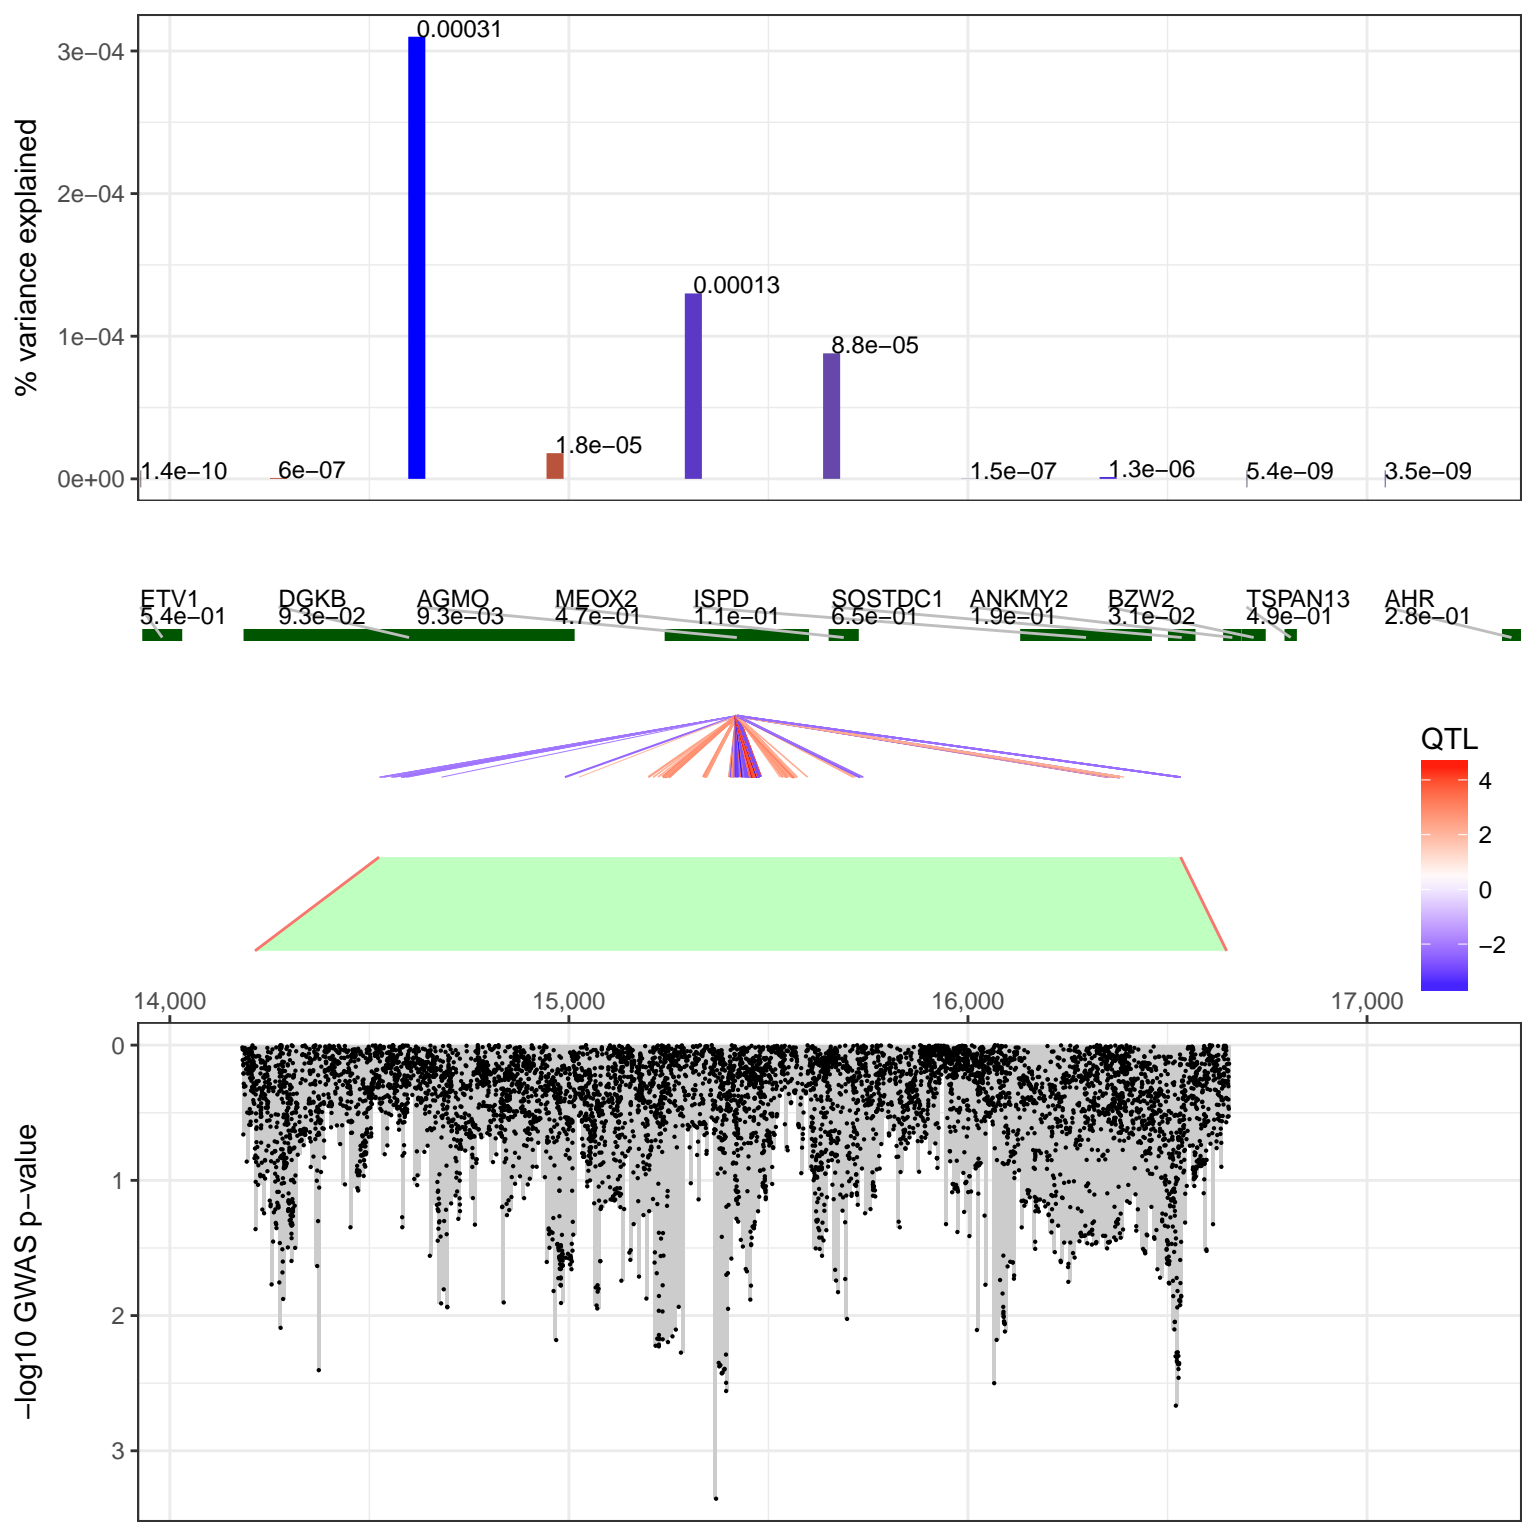 % variance explained
3e−04
2e−04
1e−04
0e+00
0.00031
0.00013
8.8e−05
1.8e−05
1.4e−10
6e−07
1.5e−07
1.3e−06
5.4e−09
3.5e−09
ETV1 DGKB AGMO MEOX2 ISPD SOSTDC1 ANKMY2 BZW2 TSPAN13 AHR
5.4e−01 9.3e−02 9.3e−03 4.7e−01 1.1e−01 6.5e−01 1.9e−01 3.1e−02 4.9e−01 2.8e−01
QTL
4
2
0
−2
14,000 15,000 16,000 17,000
−log10 GWAS p−value
0
1
2
3